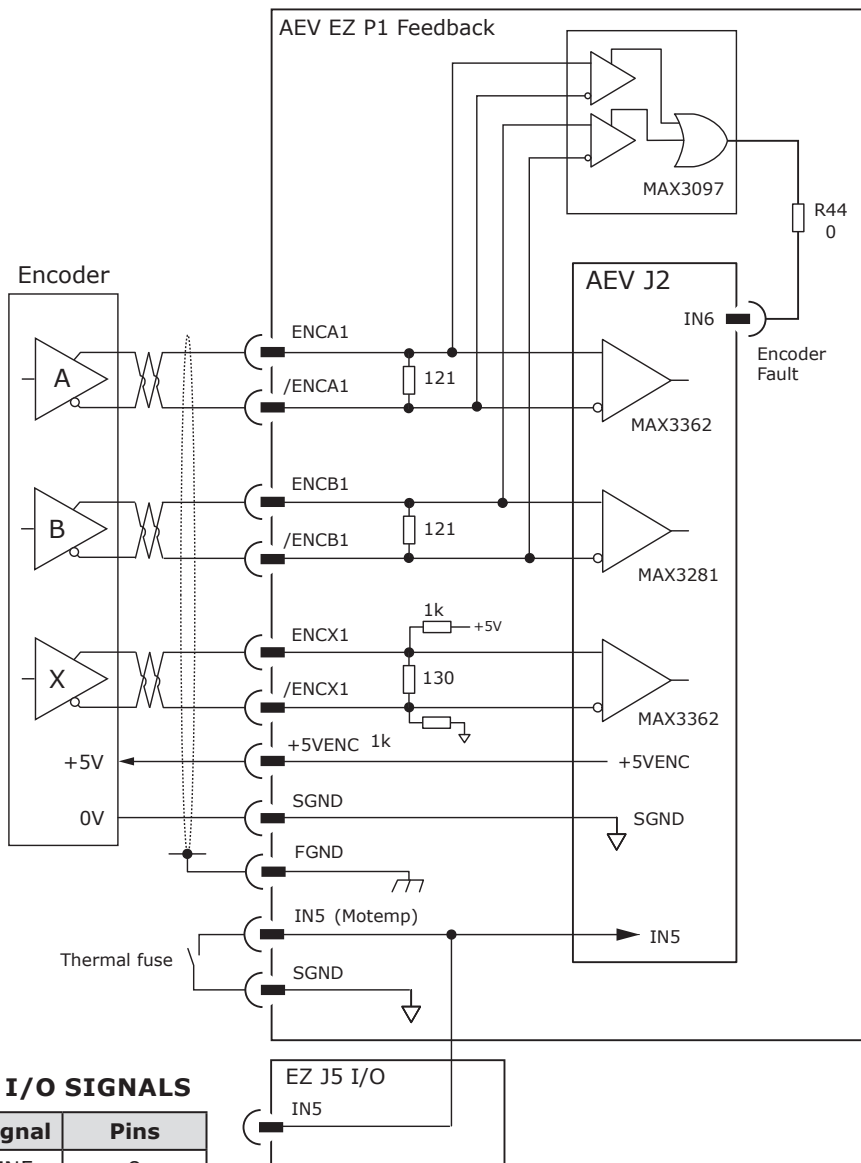 AEV EZ P1 Feedback
MAX3097
R44
0
Encoder
AEV J2
IN6
Encoder
Fault
A
ENCA1
/ENCA1
121
MAX3362
B
ENCB1
/ENCB1
121
MAX3281
X
ENCX1
/ENCX1
1k
+5V
130
MAX3362
+5V
+5VENC
1k
+5VENC
0V
SGND
SGND
FGND
IN5 (Motemp)
IN5
Thermal fuse
SGND
I/O SIGNALS
gnal Pins
EZ J5 I/O
IN5